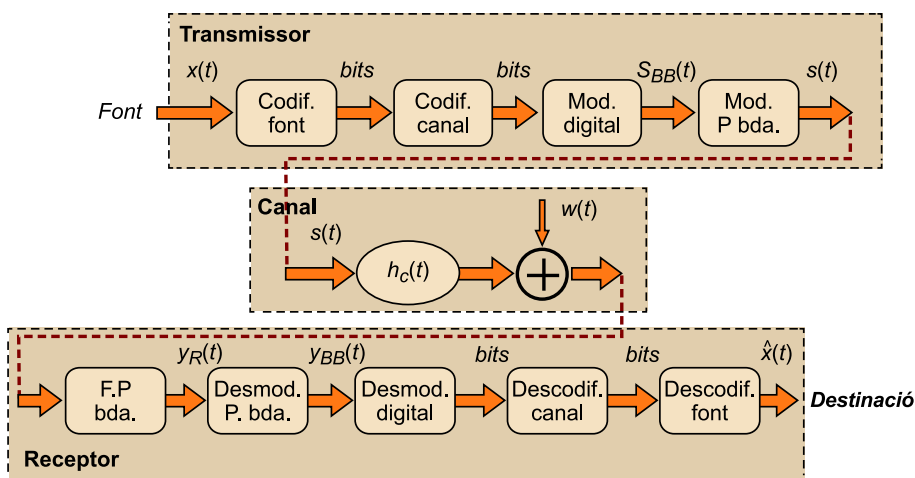 Transmissor
x(t)
bits
bits
S_BB(t)
s(t)
Font
Codif.
font
Codif.
canal
Mod.
digital
Mod.
P bda.
Canal
s(t)
w(t)
h_c(t)
+
y_R(t)
y_BB(t)
bits
bits
x̂(t)
F.P
bda.
Desmod.
P. bda.
Desmod.
digital
Descodif.
canal
Descodif.
font
Destinació
Receptor